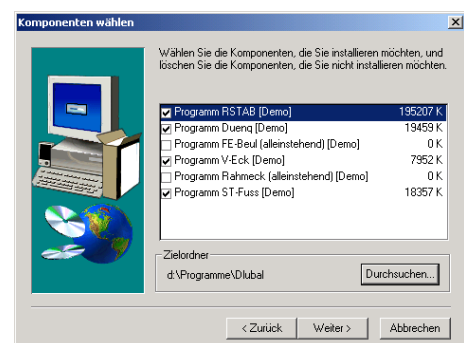 Komponenten wählen
Wählen Sie die Komponenten, die Sie installieren möchten, und
löschen Sie die Komponenten, die Sie nicht installieren möchten.
Programm RSTAB [Demo] 195207 K
Programm Duenq [Demo] 19459 K
Programm FE-Beul (alleinstehend) [Demo] 0 K
Programm V-Eck [Demo] 7952 K
Programm Rahmeck (alleinstehend) [Demo] 0 K
Programm ST-Fuss [Demo] 18357 K
Zielordner
d:\Programme\Dlubal
Durchsuchen...
< Zurück Weiter > Abbrechen